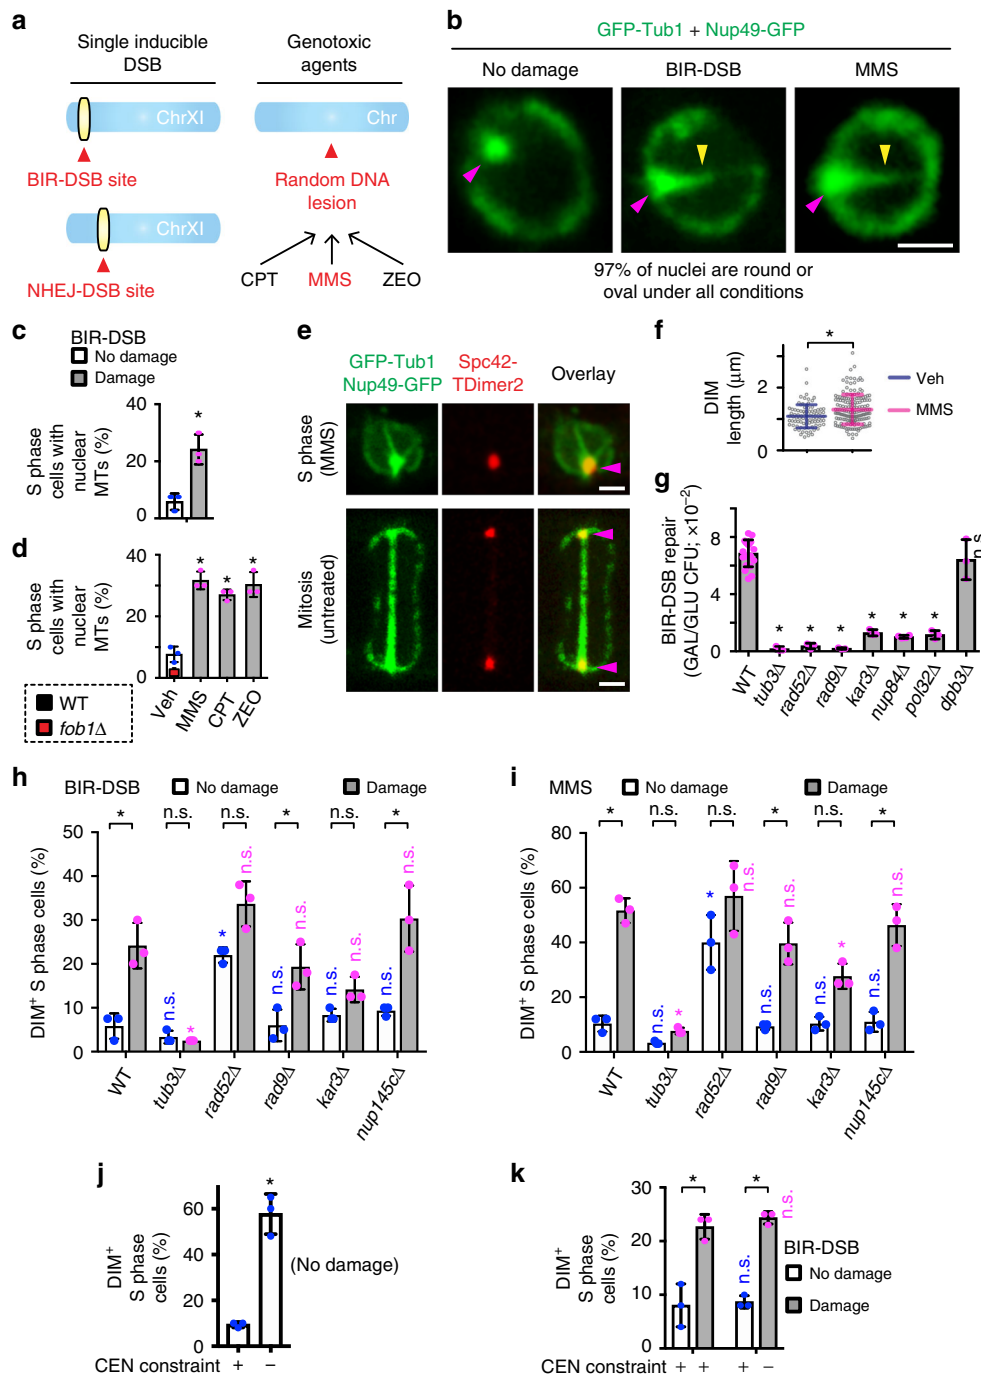 a
Single inducible
DSB
Genotoxic
agents
ChrXI
Chr
BIR-DSB site
Random DNA
lesion
ChrXI
NHEJ-DSB site
CPT MMS ZEO
b
GFP-Tub1 + Nup49-GFP
No damage BIR-DSB MMS
97% of nuclei are round or
oval under all conditions
c
BIR-DSB
No damage
Damage
S phase
cells with
nuclear
MTs (%)
40
20
0
*
d
S phase
cells with
nuclear
MTs (%)
40
20
0
* * *
Veh MMS CPT ZEO
WT
fob1Δ
e
GFP-Tub1
Nup49-GFP
Spc42-
TDimer2
Overlay
S phase
(MMS)
Mitosis
(untreated)
f
DIM
length (μm)
2
0
*
Veh
MMS
g
BIR-DSB repair
(GAL/GLU CFU; ×10⁻²)
8
4
0
* * * * * * n.s.
WT tub3Δ rad52Δ rad9Δ kar3Δ nup84Δ pol32Δ dpb3Δ
h
BIR-DSB
No damage
Damage
* n.s. n.s. * n.s. *
DIM⁺ S phase cells (%)
50
40
30
20
10
0
n.s. * * n.s. n.s. n.s. n.s. n.s. n.s. n.s.
WT tub3Δ rad52Δ rad9Δ kar3Δ nup145cΔ
i
MMS
No damage
Damage
* n.s. n.s. * n.s. *
DIM⁺ S phase cells (%)
80
60
40
20
0
n.s. * * n.s. n.s. n.s. n.s. * n.s. n.s.
WT tub3Δ rad52Δ rad9Δ kar3Δ nup145cΔ
j
DIM⁺
S phase
cells (%)
60
40
20
0
*
(No damage)
CEN constraint + −
k
DIM⁺
S phase
cells (%)
30
20
10
0
* *
n.s. n.s.
BIR-DSB
No damage
Damage
CEN constraint + + + −